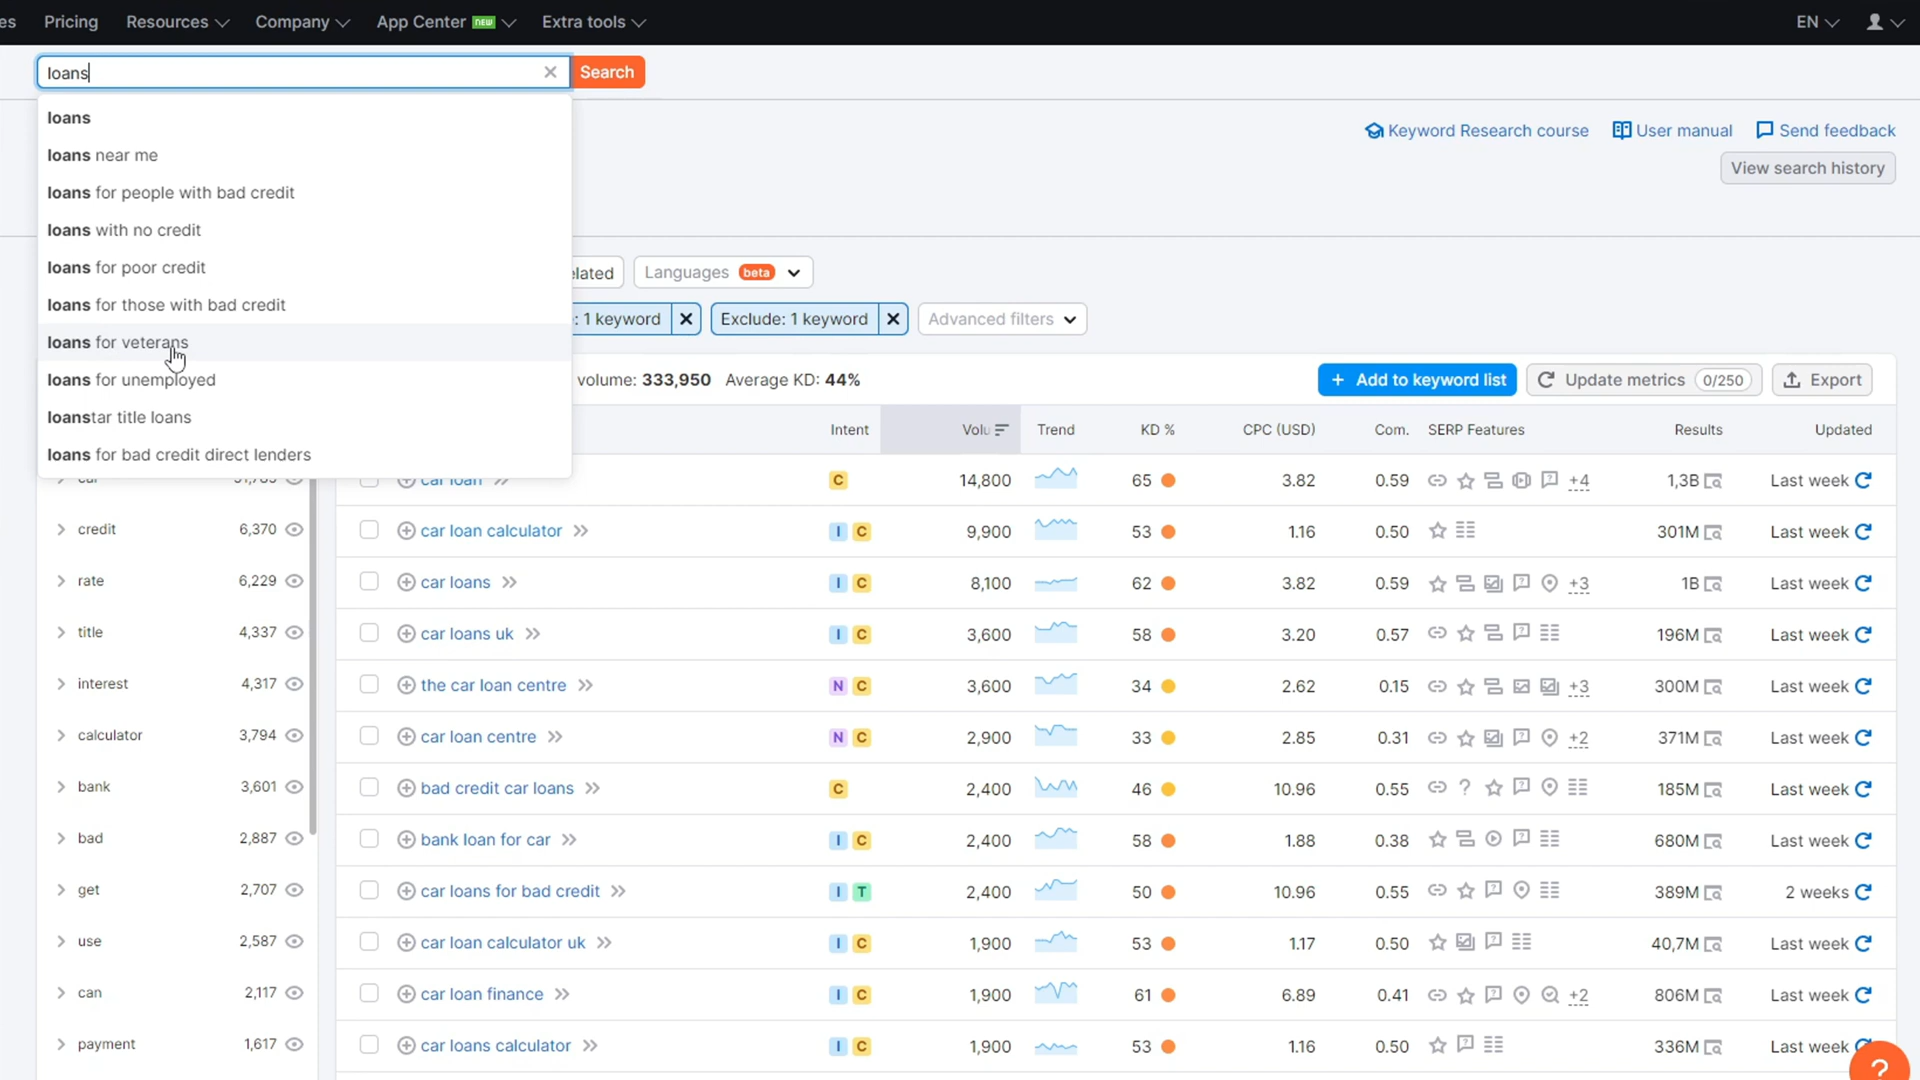 es Pricing Resources Company App Center NEW Extra tools EN
loans Search
loans
loans near me
loans for people with bad credit
loans with no credit
loans for poor credit
loans for those with bad credit
loans for veterans
loans for unemployed
loanstar title loans
loans for bad credit direct lenders
Keyword Research course User manual Send feedback
View search history
elated Languages beta
: 1 keyword Exclude: 1 keyword Advanced filters
volume: 333,950 Average KD: 44%
+ Add to keyword list Update metrics 0/250 Export
Intent Volu Trend KD % CPC (USD) Com. SERP Features Results Updated
car loan C 14,800 65 3.82 0.59 +4 1,3B Last week
credit 6,370 car loan calculator I C 9,900 53 1.16 0.50 301M Last week
rate 6,229 car loans I C 8,100 62 3.82 0.59 +3 1B Last week
title 4,337 car loans uk I C 3,600 58 3.20 0.57 196M Last week
interest 4,317 the car loan centre N C 3,600 34 2.62 0.15 +3 300M Last week
calculator 3,794 car loan centre N C 2,900 33 2.85 0.31 +2 371M Last week
bank 3,601 bad credit car loans C 2,400 46 10.96 0.55 185M Last week
bad 2,887 bank loan for car I C 2,400 58 1.88 0.38 680M Last week
get 2,707 car loans for bad credit I T 2,400 50 10.96 0.55 389M 2 weeks
use 2,587 car loan calculator uk I C 1,900 53 1.17 0.50 40,7M Last week
can 2,117 car loan finance I C 1,900 61 6.89 0.41 +2 806M Last week
payment 1,617 car loans calculator I C 1,900 53 1.16 0.50 336M Last week
?